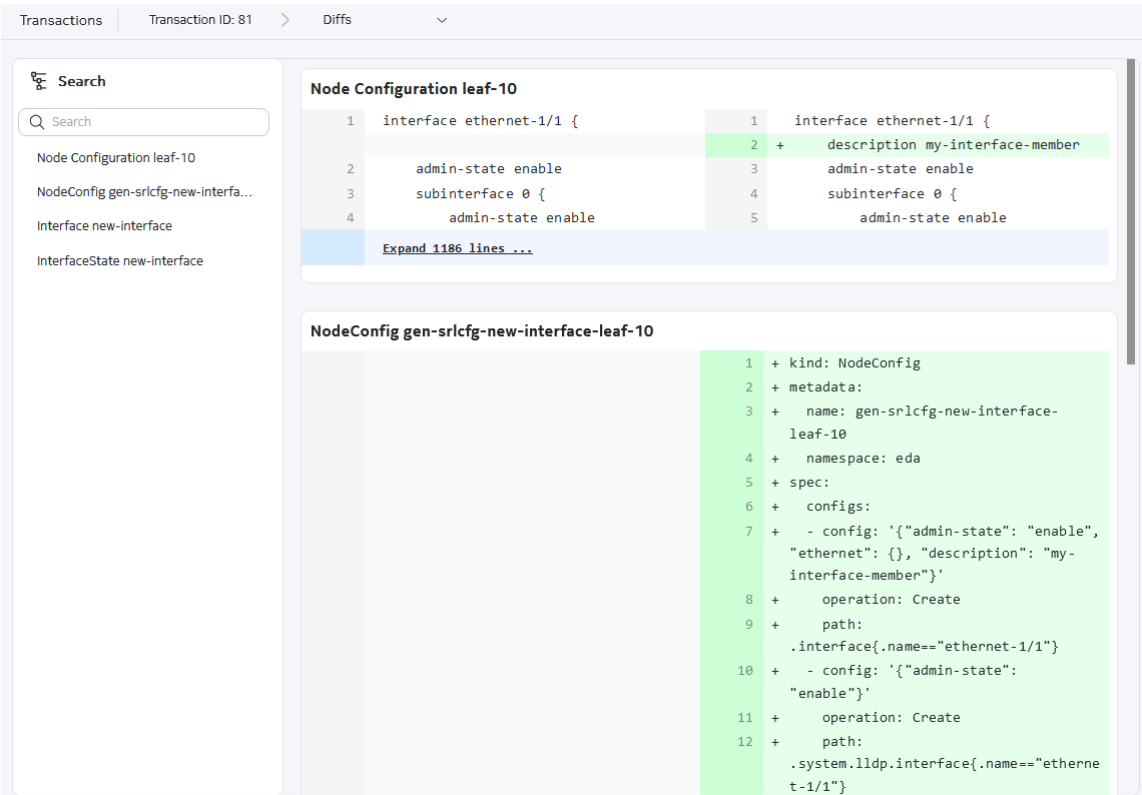 Transactions Transaction ID: 81 Diffs
Search
Search
Node Configuration leaf-10
NodeConfig gen-srlcfg-new-interfa...
Interface new-interface
InterfaceState new-interface
Node Configuration leaf-10
1 interface ethernet-1/1 { 1 interface ethernet-1/1 {
2 + description my-interface-member
2 admin-state enable 3 admin-state enable
3 subinterface 0 { 4 subinterface 0 {
4 admin-state enable 5 admin-state enable
Expand 1186 lines ...
NodeConfig gen-srlcfg-new-interface-leaf-10
1 + kind: NodeConfig
2 + metadata:
3 + name: gen-srlcfg-new-interface-
leaf-10
4 + namespace: eda
5 + spec:
6 + configs:
7 + - config: '{"admin-state": "enable",
"ethernet": {}, "description": "my-
interface-member"}'
8 + operation: Create
9 + path:
.interface{.name=="ethernet-1/1"}
10 + - config: '{"admin-state":
"enable"}'
11 + operation: Create
12 + path:
.system.lldp.interface{.name=="etherne
t-1/1"}